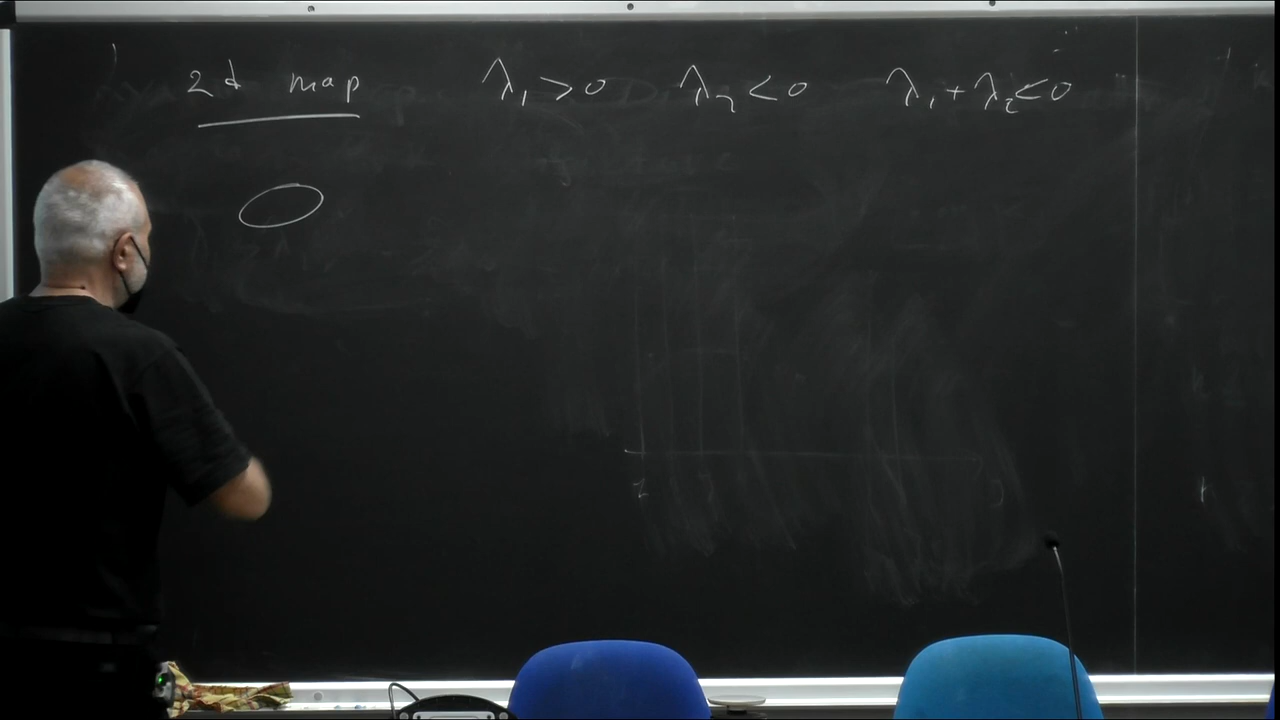 2d map λ₁ > 0 λ₂ < 0 λ₁ + λ₂ < 0